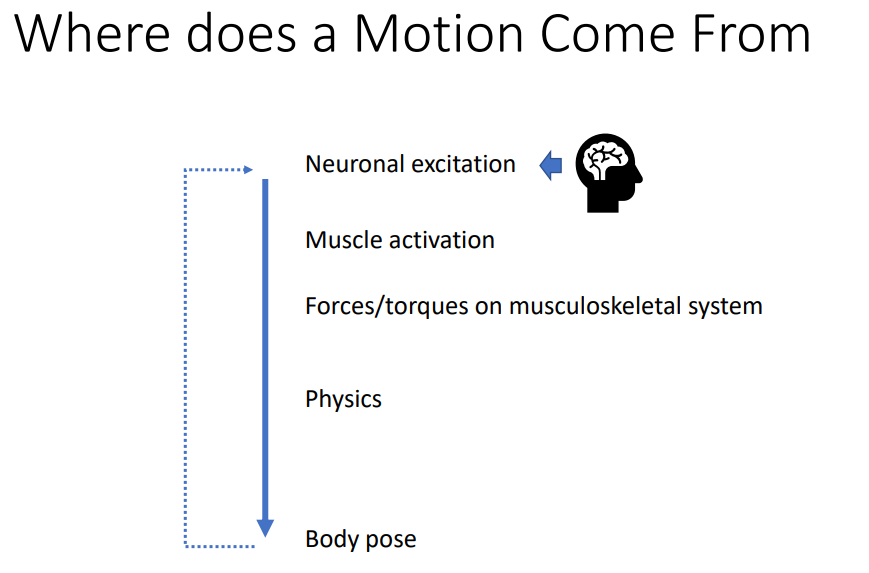 Where does a Motion Come From
Neuronal excitation
Muscle activation
Forces/torques on musculoskeletal system
Physics
Body pose